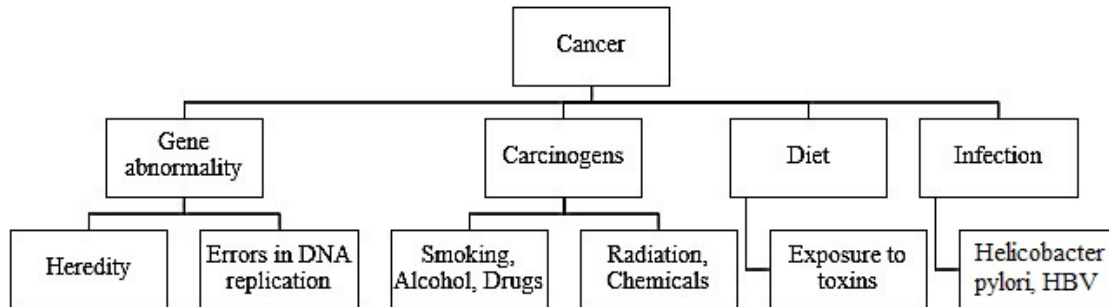 Cancer
Gene
abnormality
Carcinogens
Diet
Infection
Heredity
Errors in DNA
replication
Smoking,
Alcohol, Drugs
Radiation,
Chemicals
Exposure to
toxins
Helicobacter
pylori, HBV